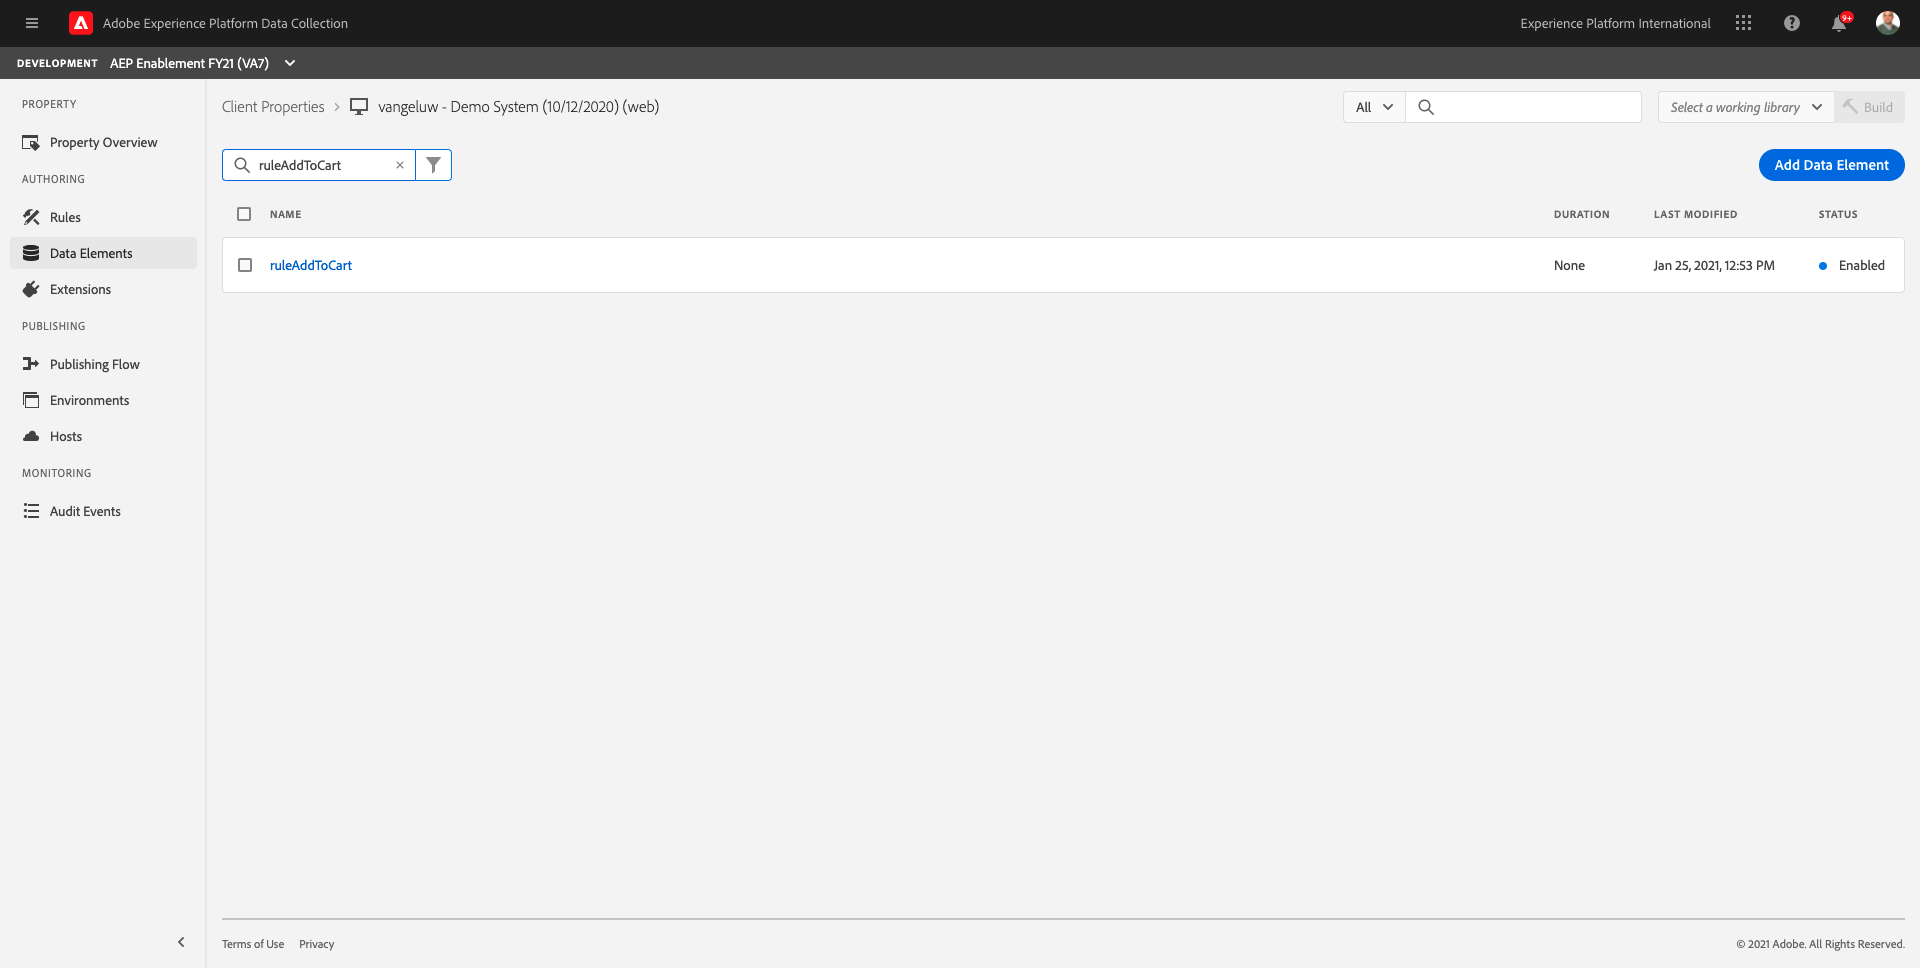 Adobe Experience Platform Data Collection
Experience Platform International
9+
DEVELOPMENT AEP Enablement FY21 (VA7)
PROPERTY
Property Overview
AUTHORING
Rules
Data Elements
Extensions
PUBLISHING
Publishing Flow
Environments
Hosts
MONITORING
Audit Events
Client Properties > vangeluw - Demo System (10/12/2020) (web)
All
Select a working library
Build
ruleAddToCart
Add Data Element
NAME DURATION LAST MODIFIED STATUS
ruleAddToCart None Jan 25, 2021, 12:53 PM Enabled
Terms of Use Privacy
© 2021 Adobe. All Rights Reserved.